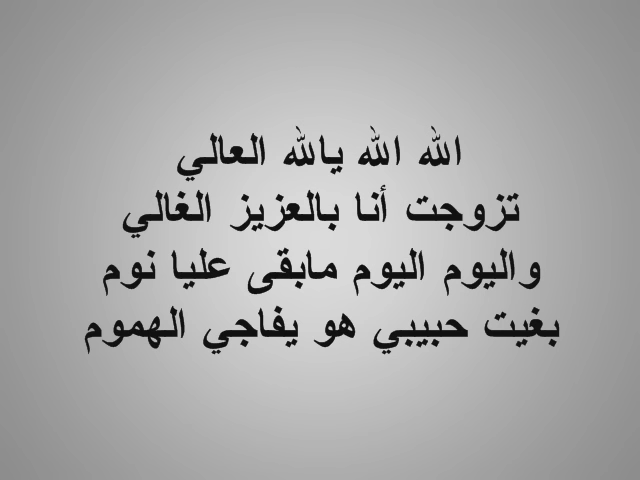 الله الله يالله العالي
تزوجت أنا بالعزيز الغالي
واليوم اليوم مابقى عليا نوم
بغيت حبيبي هو يفاجي الهموم